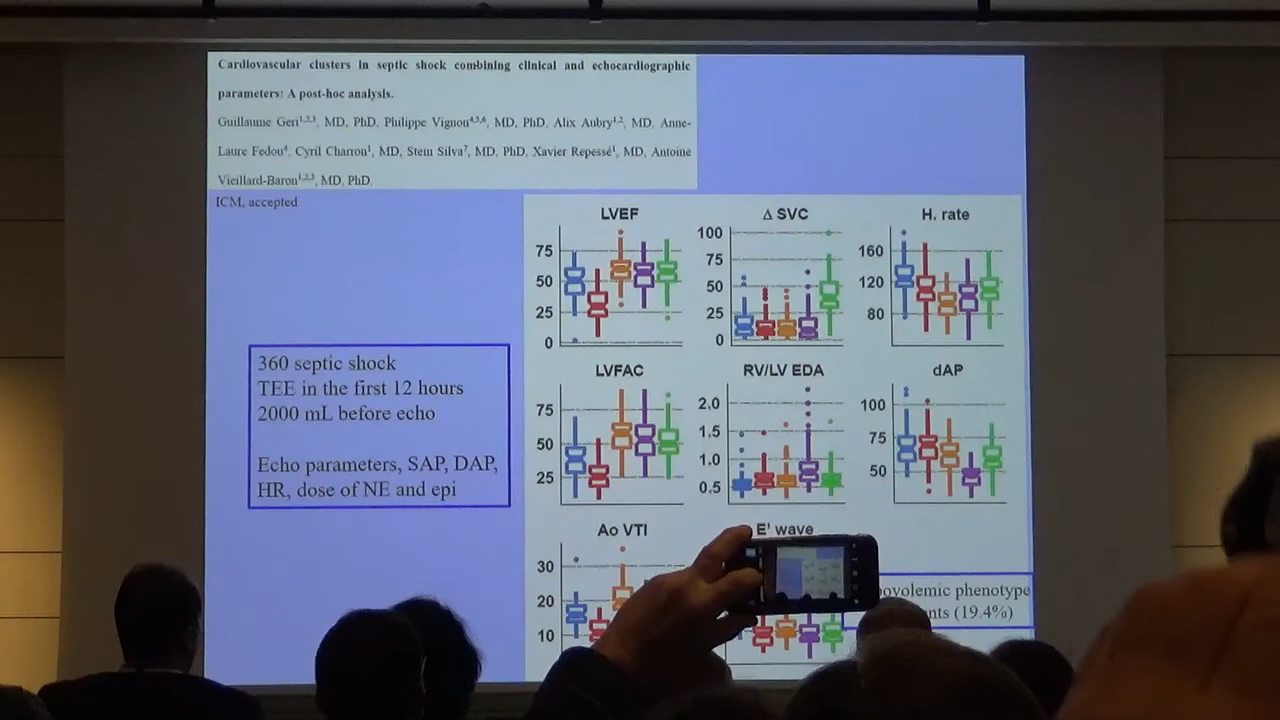 Cardiovascular clusters in septic shock combining clinical and echocardiographic
parameters: A post-hoc analysis.
Guillaume Geri1,2,3, MD, PhD, Philippe Vignon4,5,6, MD, PhD, Alix Aubry1,2, MD, Anne-
Laure Fedou4, Cyril Charron1, MD, Stein Silva7, MD, PhD, Xavier Repessé1, MD, Antoine
Vieillard-Baron1,2,3, MD, PhD.
ICM, accepted
360 septic shock
TEE in the first 12 hours
2000 mL before echo
Echo parameters, SAP, DAP,
HR, dose of NE and epi
LVEF
75
50
25
0
Δ SVC
100
75
50
25
0
H. rate
160
120
80
LVFAC
75
50
25
RV/LV EDA
2.0
1.5
1.0
0.5
dAP
100
75
50
Ao VTI
30
20
10
E' wave
phenotype
(19.4%)